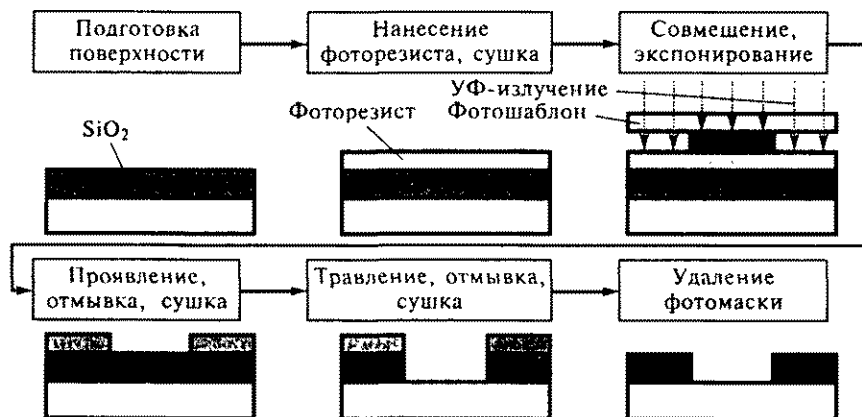 Подготовка
поверхности
Нанесение
фоторезиста, сушка
Совмещение,
экспонирование
УФ-излучение
Фотошаблон
Фоторезист
SiO₂
Проявление,
отмывка, сушка
Травление, отмывка,
сушка
Удаление
фотомаски